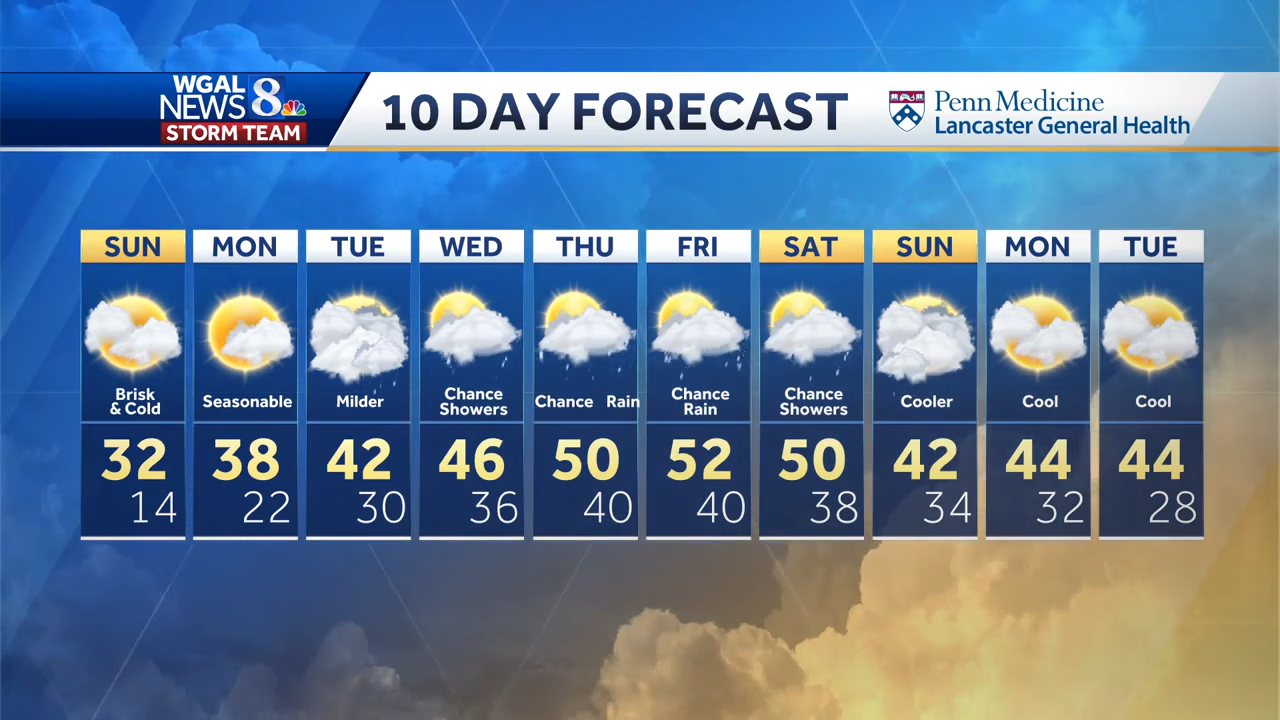 WGAL
NEWS 8
STORM TEAM
10 DAY FORECAST
Penn Medicine
Lancaster General Health
SUN MON TUE WED THU FRI SAT SUN MON TUE
Brisk
& Cold
Seasonable
Milder
Chance
Showers
Chance Rain
Chance
Rain
Chance
Showers
Cooler
Cool
Cool
32 38 42 46 50 52 50 42 44 44
14 22 30 36 40 40 38 34 32 28